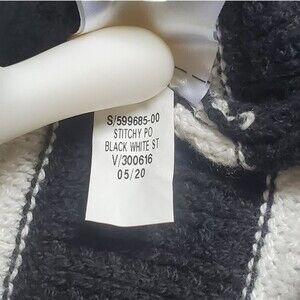 S/599685-00
STITCHY PO
BLACK WHITE ST
V/300616
05/20